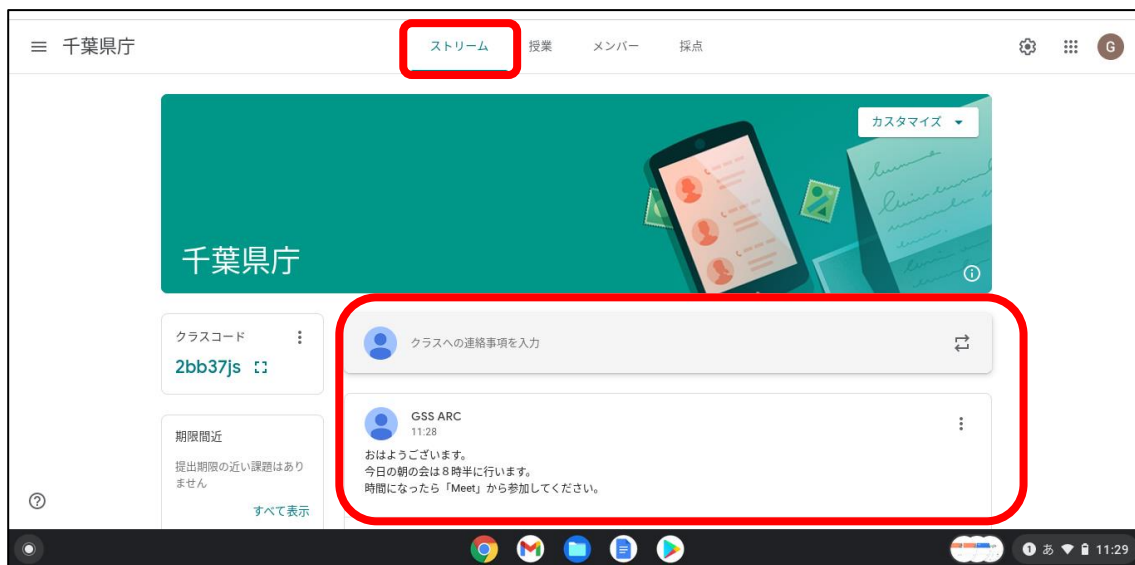 千葉県庁
ストリーム 授業 メンバー 採点
G
カスタマイズ
千葉県庁
クラスコード
2bb37js
クラスへの連絡事項を入力
GSS ARC
11:28
おはようございます。
今日の朝の会は８時半に行います。
時間になったら「Meet」から参加してください。
期限間近
提出期限の近い課題はあり
ません
すべて表示
1 あ 11:29